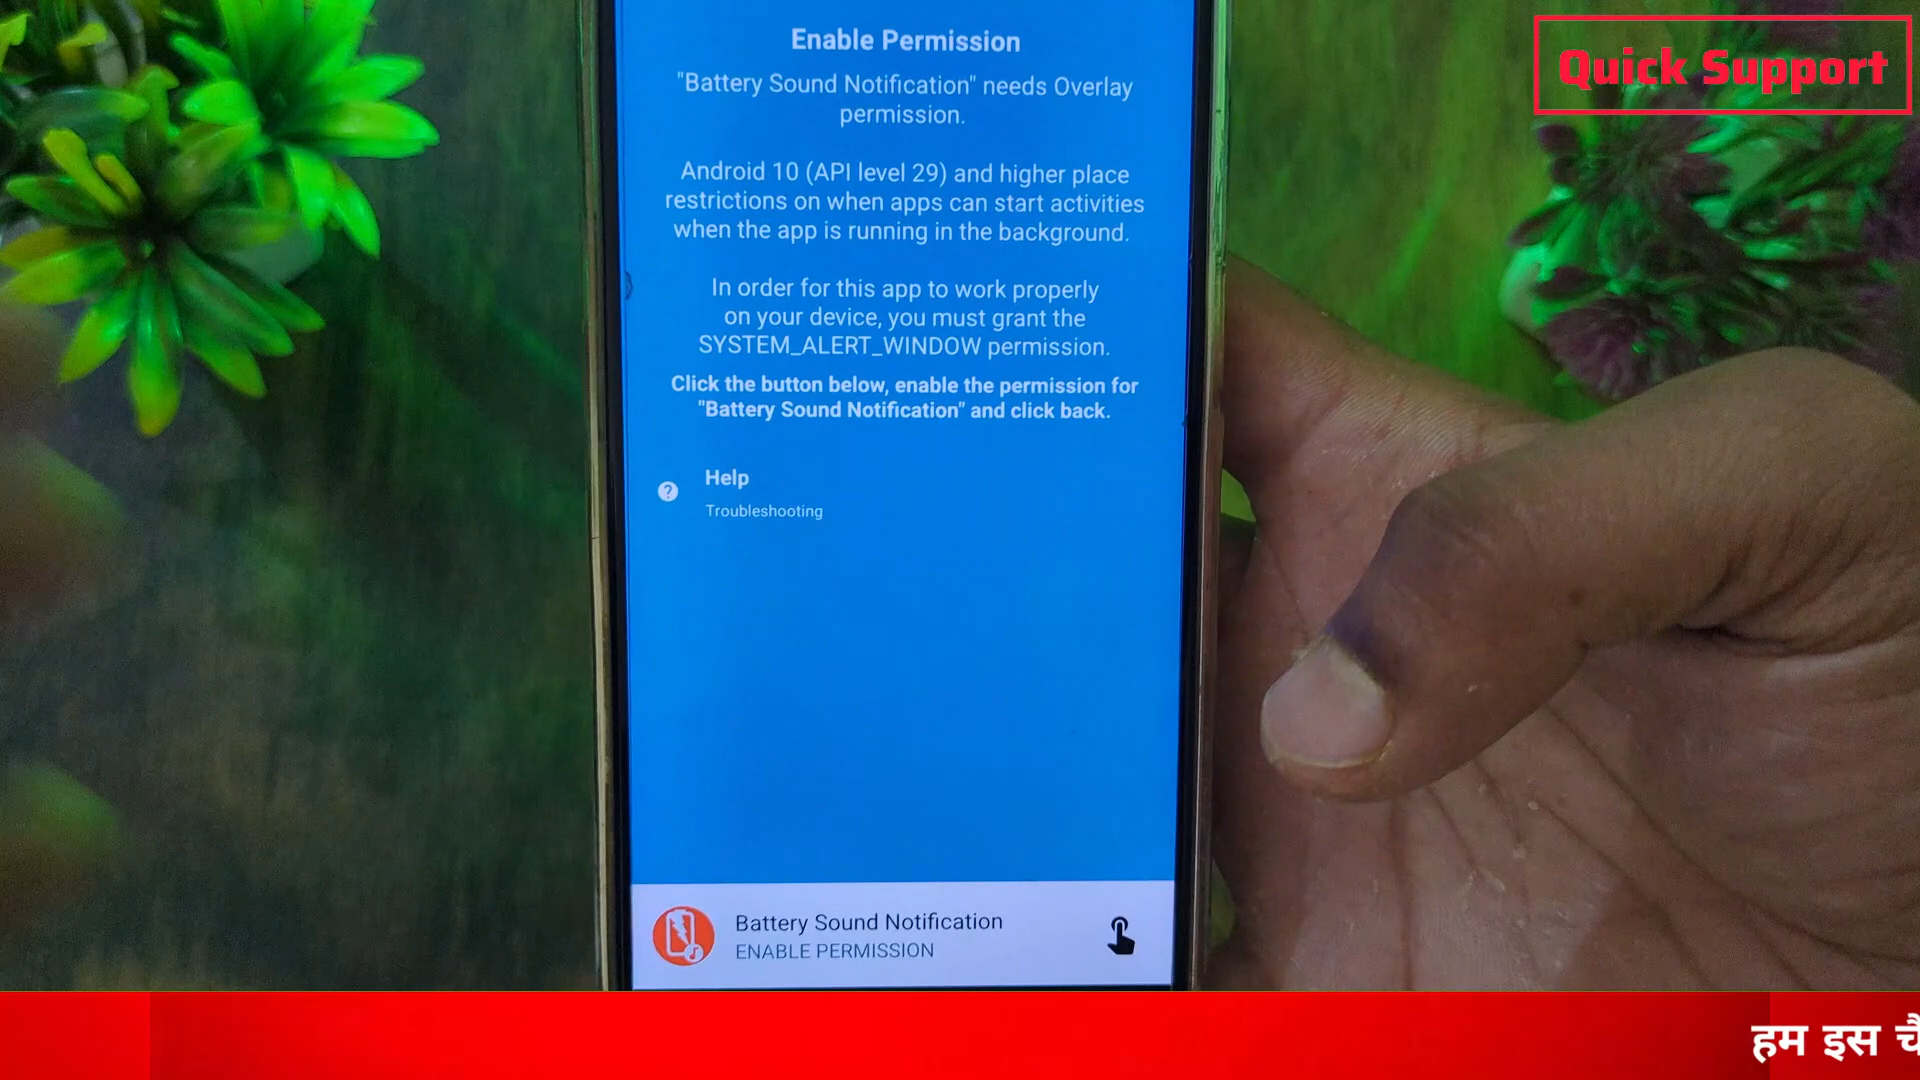 Quick Support
Enable Permission
"Battery Sound Notification" needs Overlay
permission.
Android 10 (API level 29) and higher place
restrictions on when apps can start activities
when the app is running in the background.
In order for this app to work properly
on your device, you must grant the
SYSTEM_ALERT_WINDOW permission.
Click the button below, enable the permission for
"Battery Sound Notification" and click back.
Help
Troubleshooting
Battery Sound Notification
ENABLE PERMISSION
हम इस